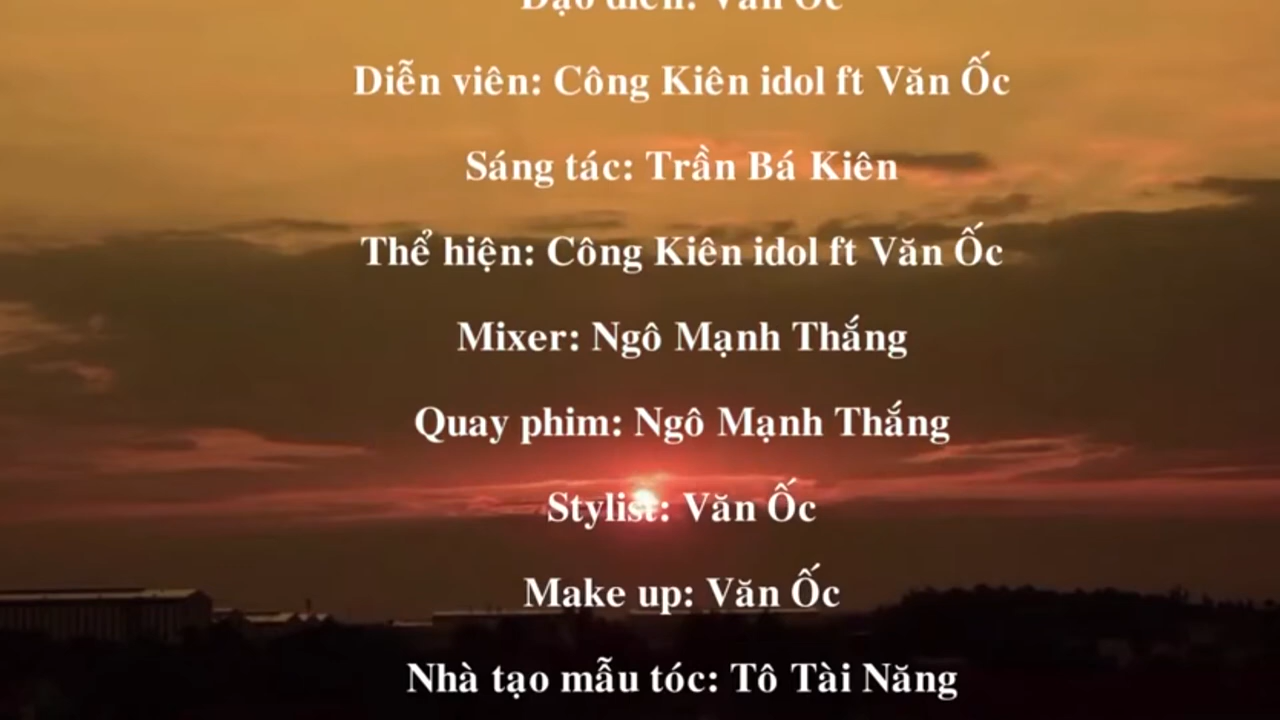 Đạo diễn: Văn Ốc
Diễn viên: Công Kiên idol ft Văn Ốc
Sáng tác: Trần Bá Kiên
Thể hiện: Công Kiên idol ft Văn Ốc
Mixer: Ngô Mạnh Thắng
Quay phim: Ngô Mạnh Thắng
Stylist: Văn Ốc
Make up: Văn Ốc
Nhà tạo mẫu tóc: Tô Tài Năng